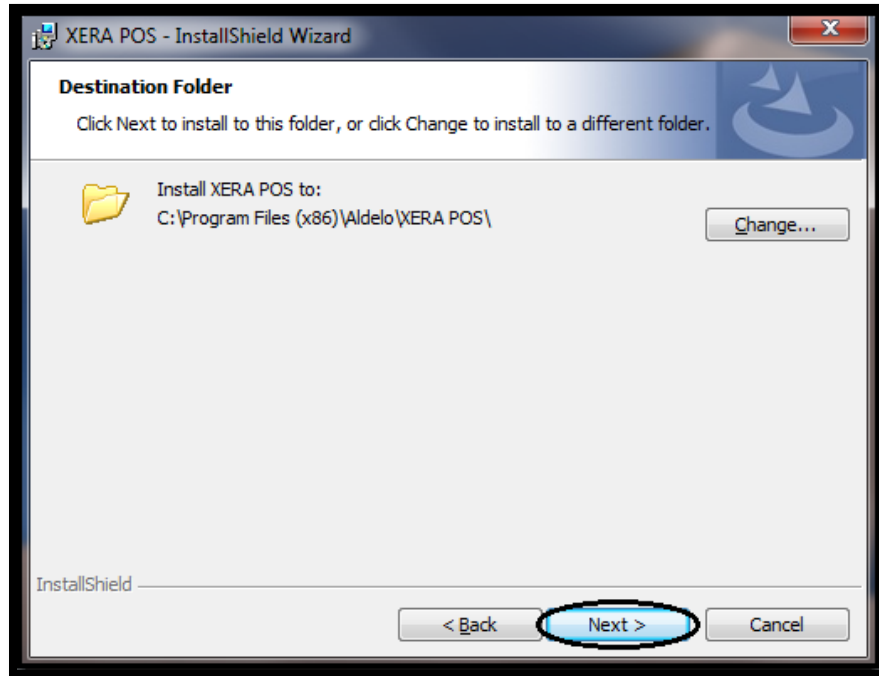 XERA POS - InstallShield Wizard
Destination Folder
Click Next to install to this folder, or click Change to install to a different folder.
Install XERA POS to:
C:\Program Files (x86)\Aldelo\XERA POS\
Change...
InstallShield
< Back
Next >
Cancel